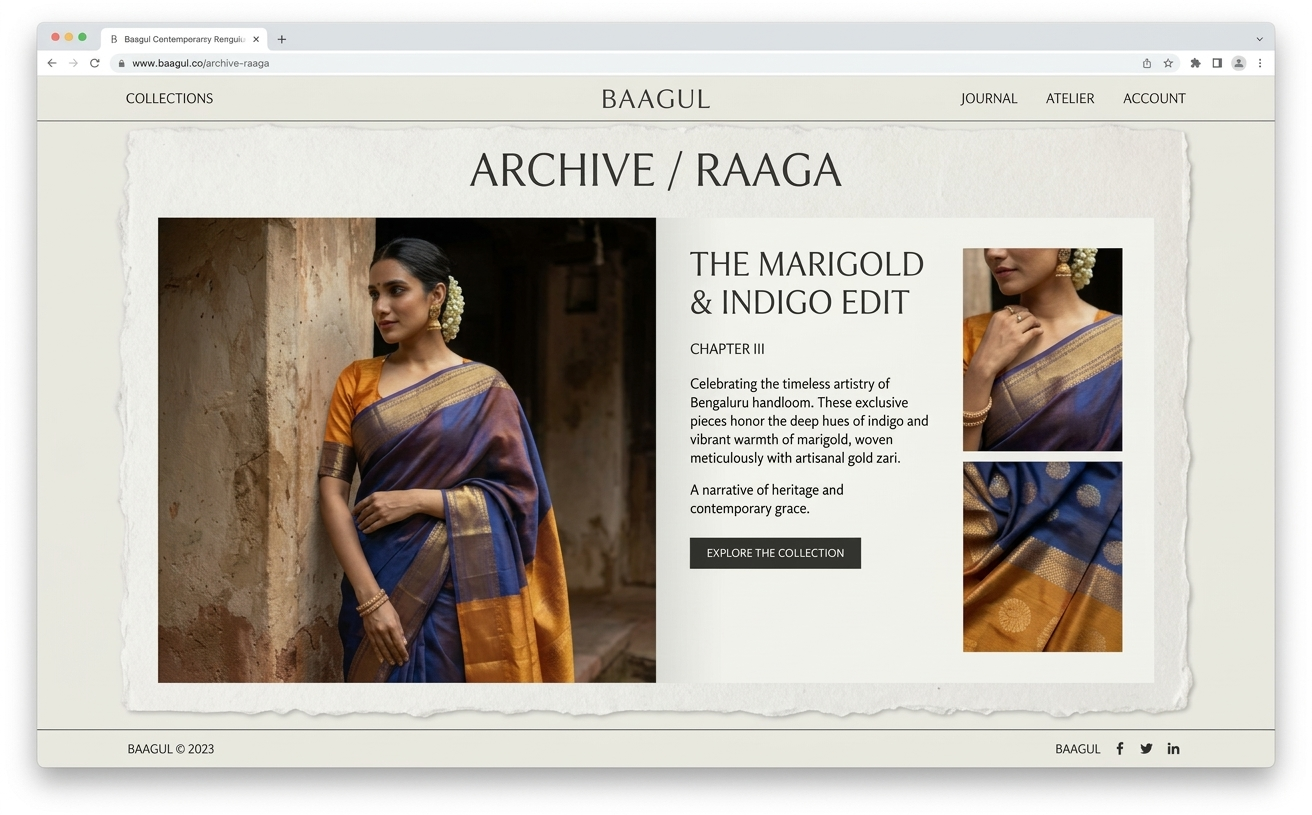 Baagul Contemporary
www.baagul.co/archive-raaga
COLLECTIONS
BAAGUL
JOURNAL
ATELIER
ACCOUNT
ARCHIVE / RAAGA
THE MARIGOLD
& INDIGO EDIT
CHAPTER III
Celebrating the timeless artistry of
Bengaluru handloom. These exclusive
pieces honor the deep hues of indigo and
vibrant warmth of marigold, woven
meticulously with artisanal gold zari.
A narrative of heritage and
contemporary grace.
EXPLORE THE COLLECTION
BAAGUL © 2023
BAAGUL